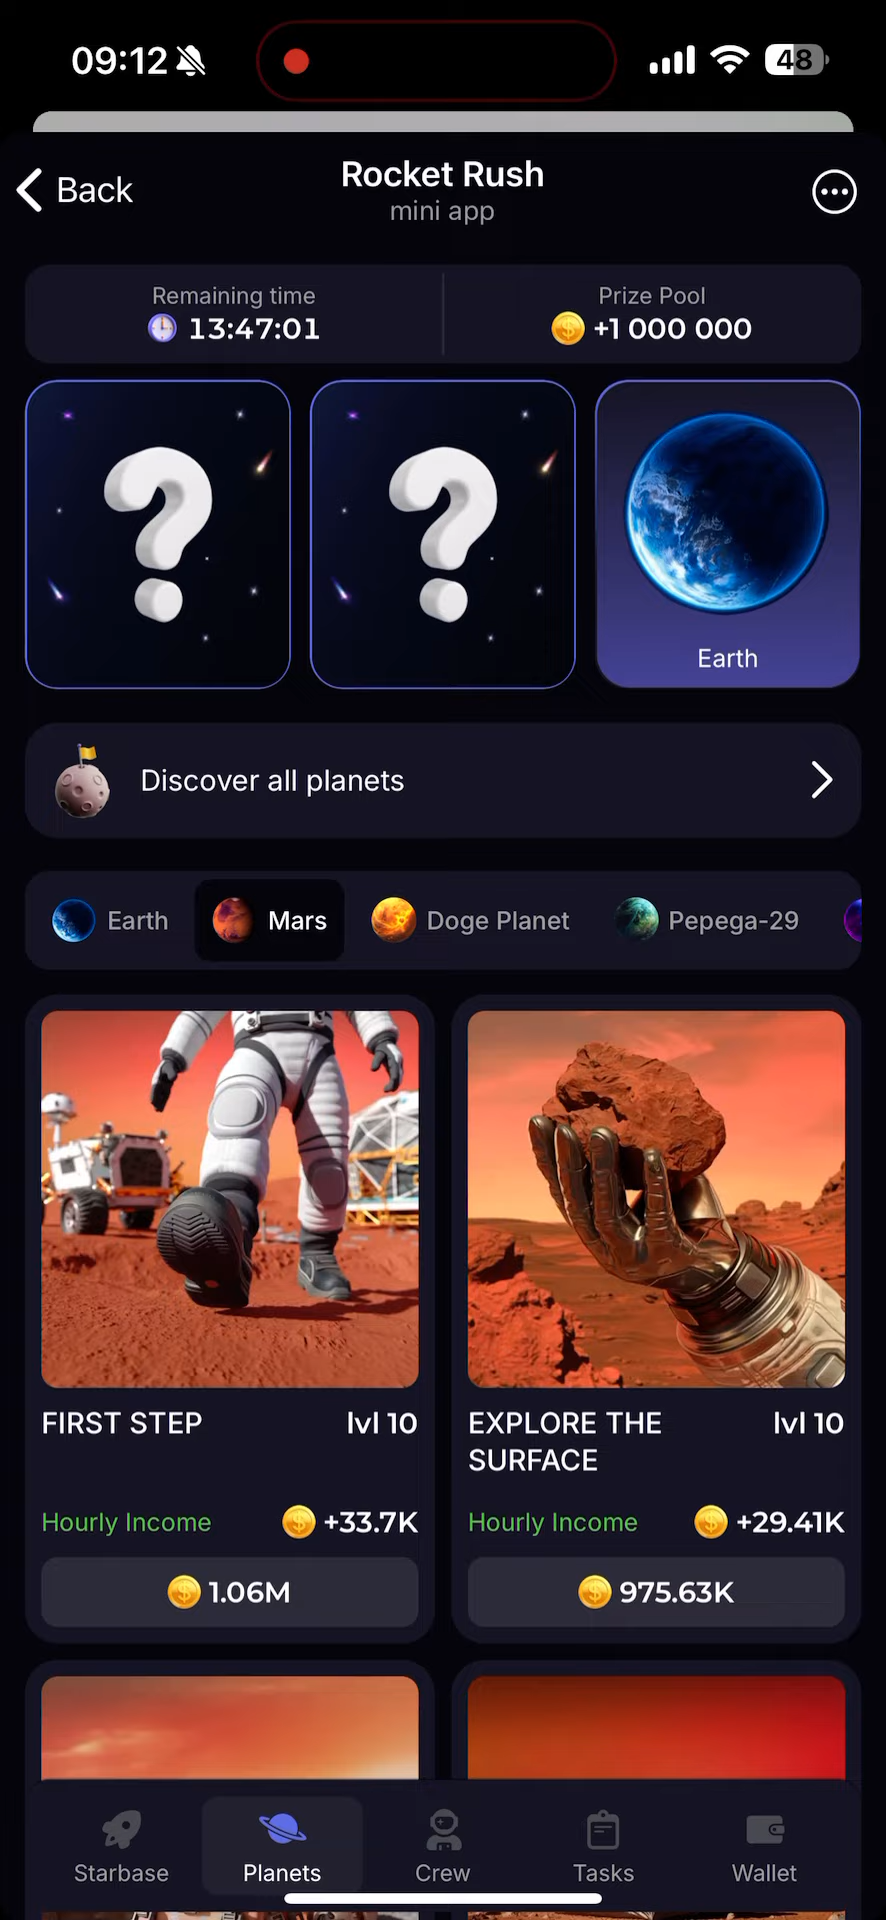 09:12
48
Back
Rocket Rush
mini app
Remaining time
13:47:01
Prize Pool
+1 000 000
Earth
Discover all planets
Earth
Mars
Doge Planet
Pepega-29
FIRST STEP
lvl 10
Hourly Income
+33.7K
1.06M
EXPLORE THE
SURFACE
lvl 10
Hourly Income
+29.41K
975.63K
Starbase
Planets
Crew
Tasks
Wallet